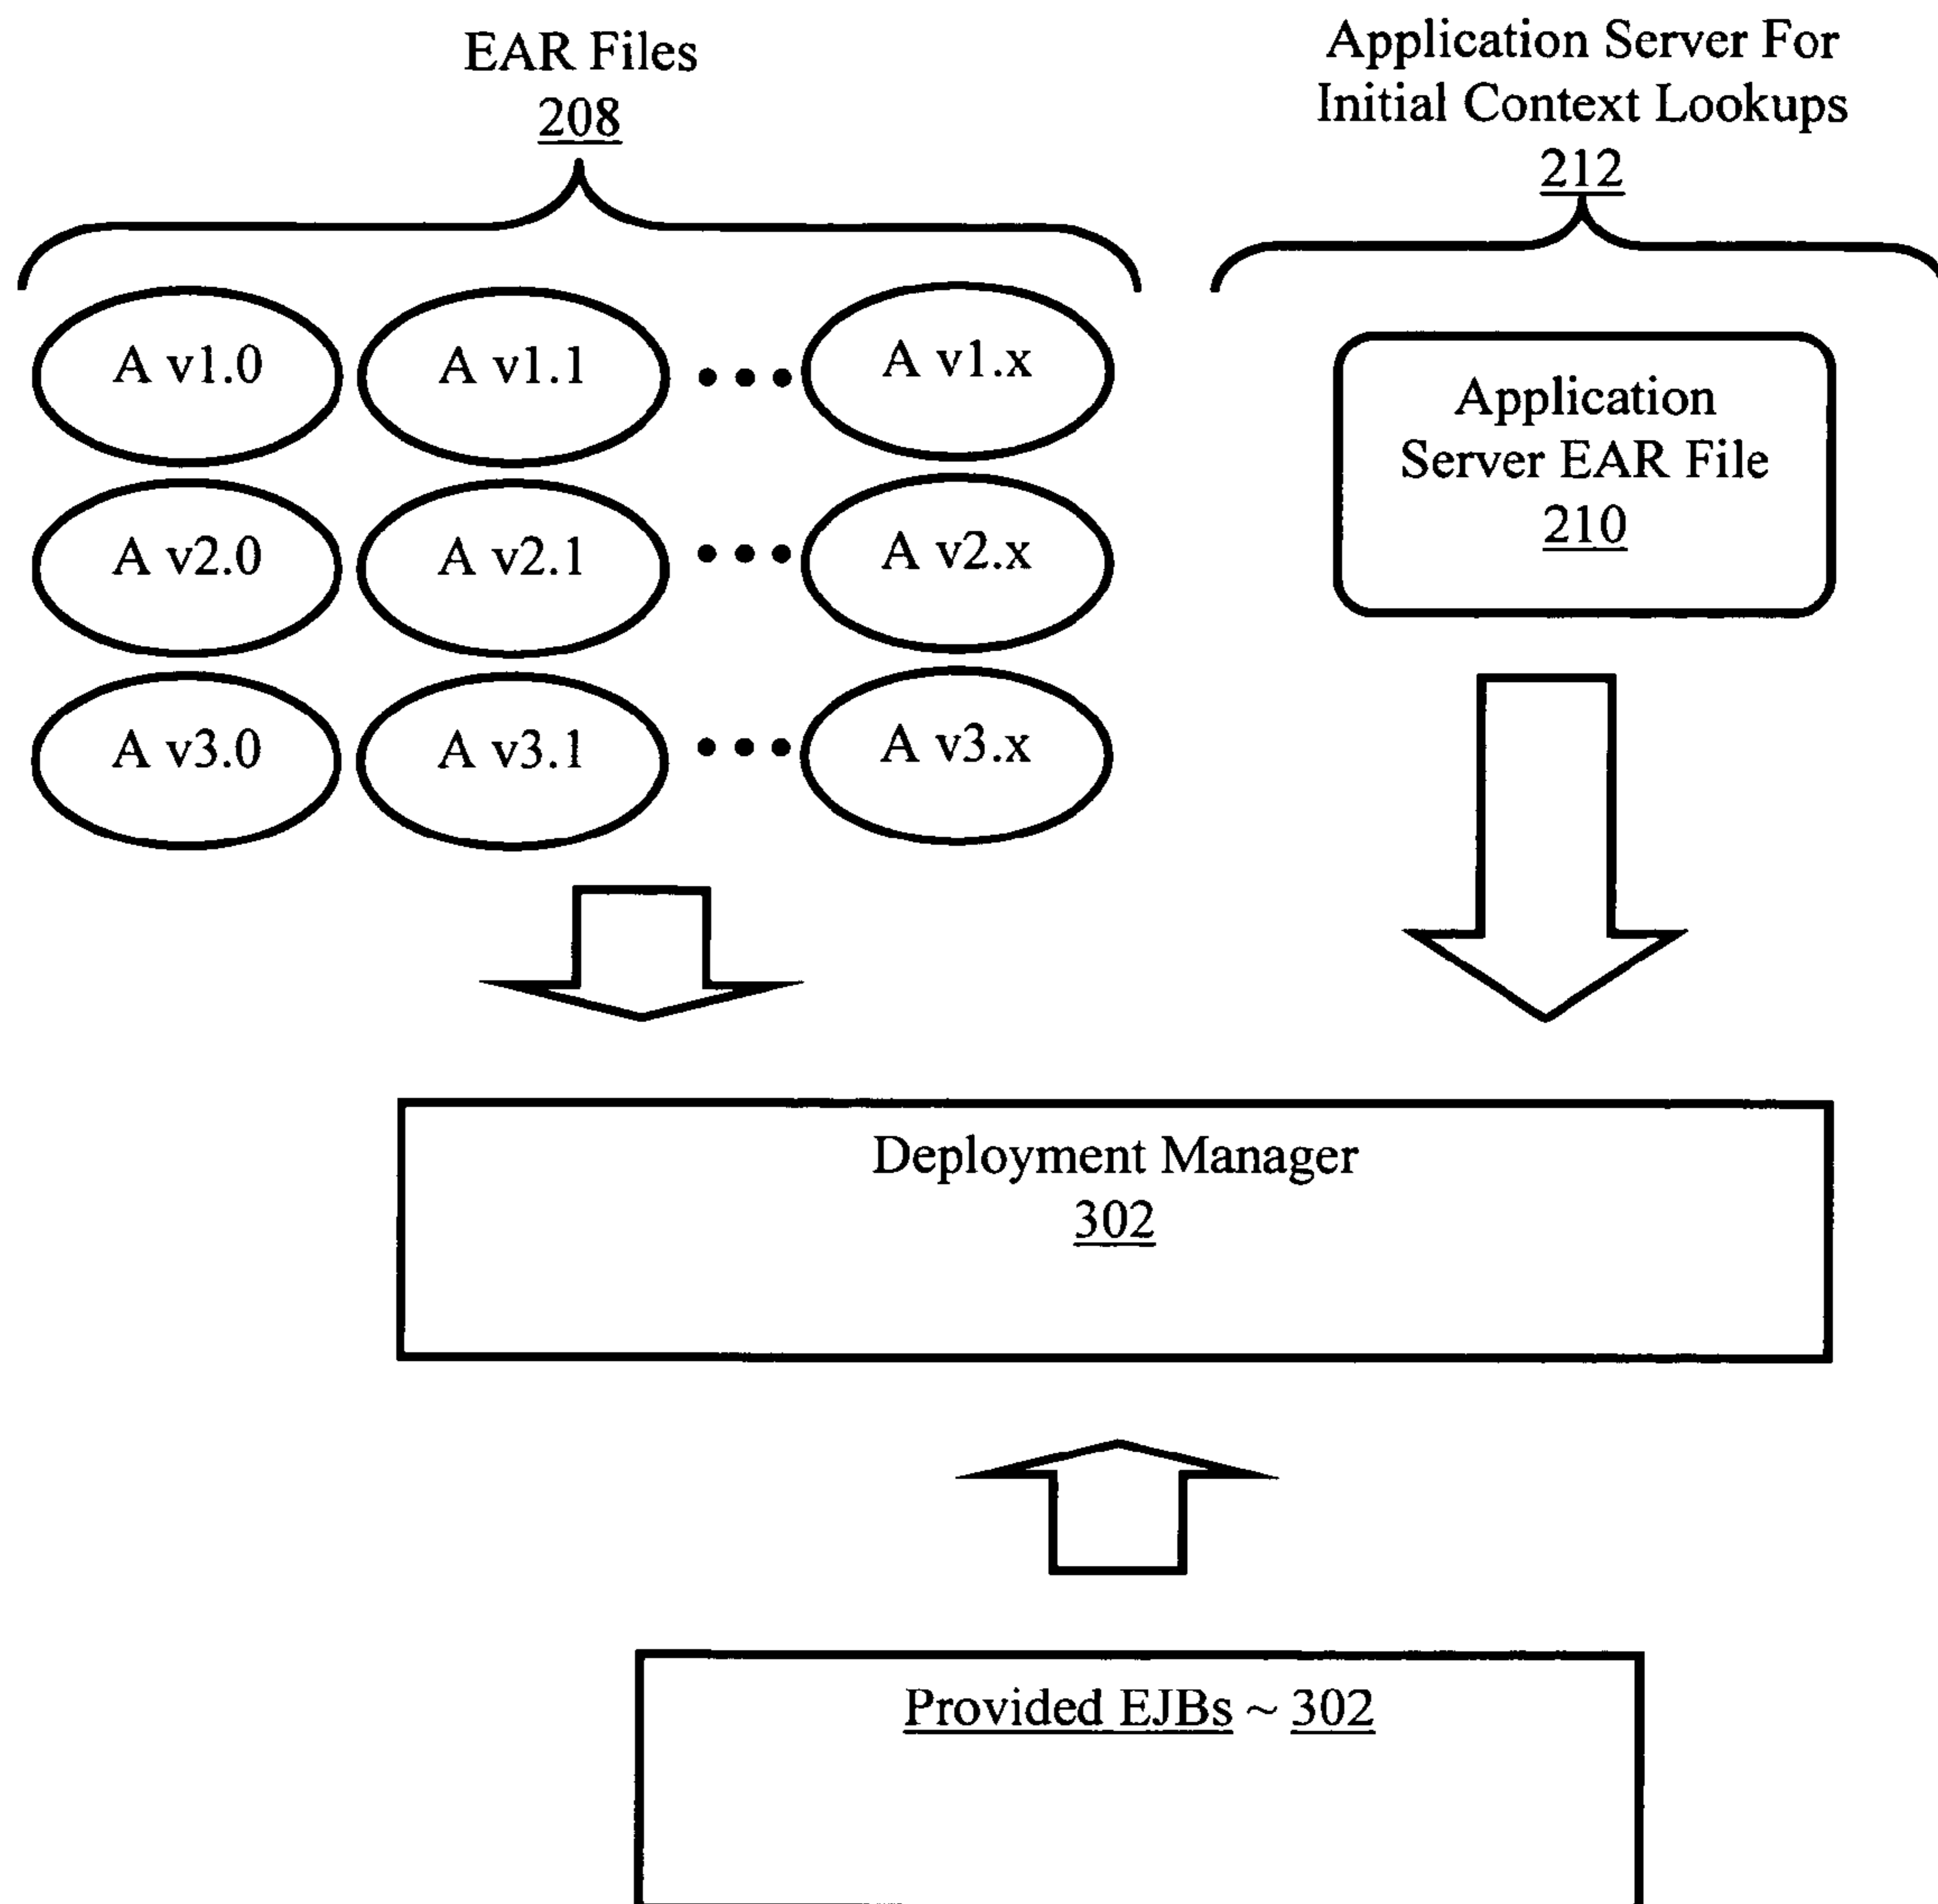 EAR Files
208
Application Server For
Initial Context Lookups
212
A v1.0
A v1.1
A v1.x
A v2.0
A v2.1
A v2.x
A v3.0
A v3.1
A v3.x
Application
Server EAR File
210
Deployment Manager
302
Provided EJBs ~ 302